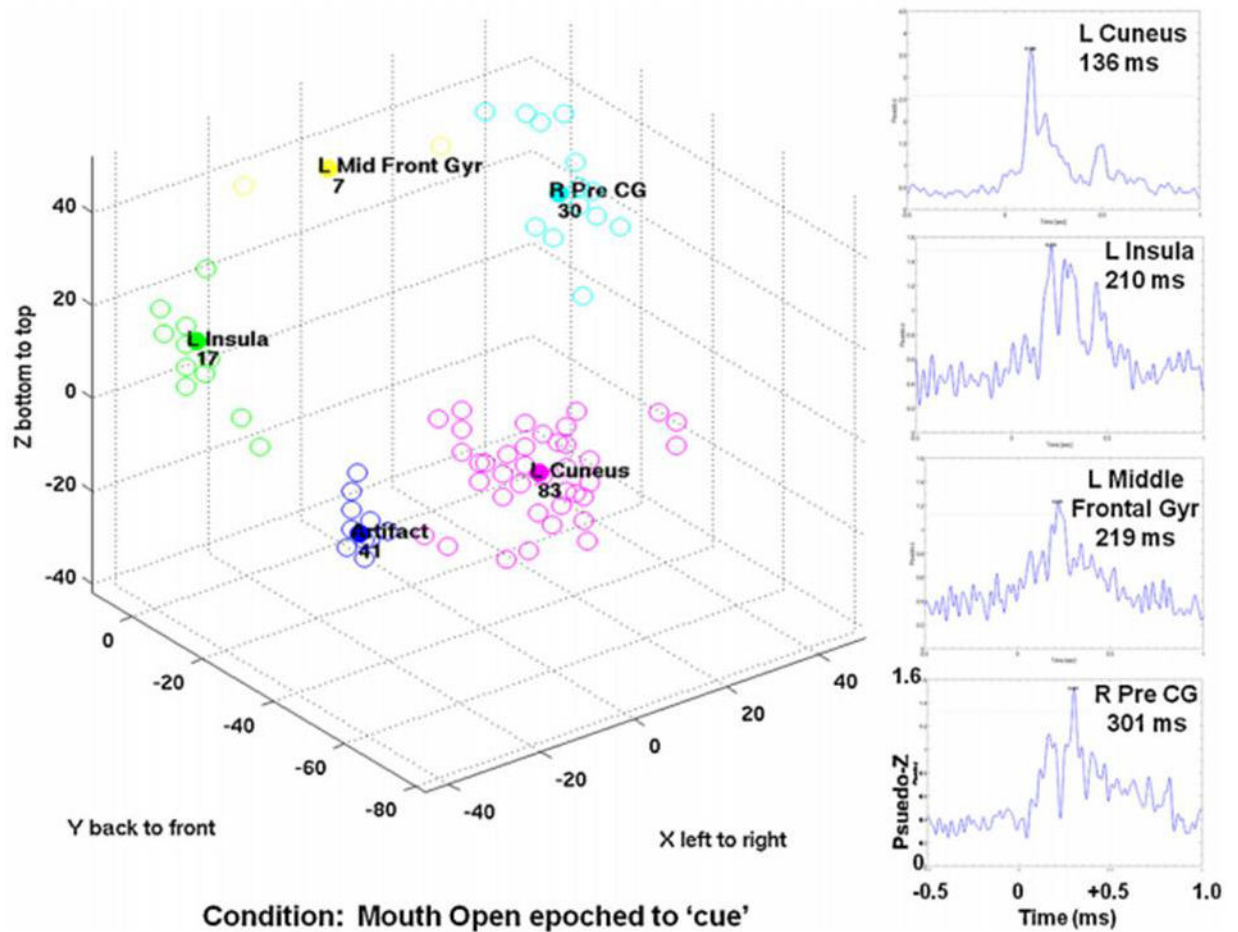 L Mid Front Gyr
7
R Pre CG
30
L Insula
17
L Cuneus
83
Artifact
41
Z bottom to top
40
20
0
-20
-40
0
-20
-40
-60
-80
Y back to front
-40
-20
0
20
40
X left to right
Condition: Mouth Open epoched to ‘cue’
L Cuneus
136 ms
L Insula
210 ms
L Middle
Frontal Gyr
219 ms
R Pre CG
301 ms
1.6
Psuedo-Z
0
-0.5 0 +0.5 1.0
Time (ms)